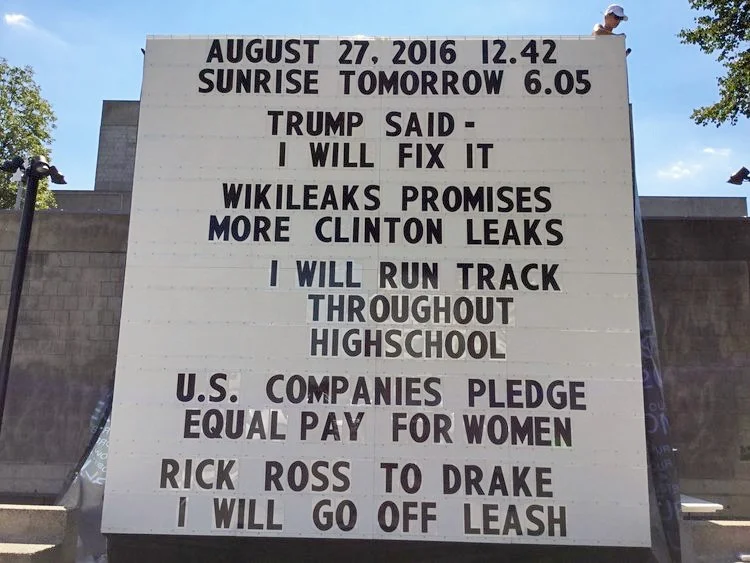 AUGUST 27, 2016 12.42
SUNRISE TOMORROW 6.05
TRUMP SAID -
I WILL FIX IT
WIKILEAKS PROMISES
MORE CLINTON LEAKS
I WILL RUN TRACK
THROUGHOUT
HIGHSCHOOL
U.S. COMPANIES PLEDGE
EQUAL PAY FOR WOMEN
RICK ROSS TO DRAKE
I WILL GO OFF LEASH